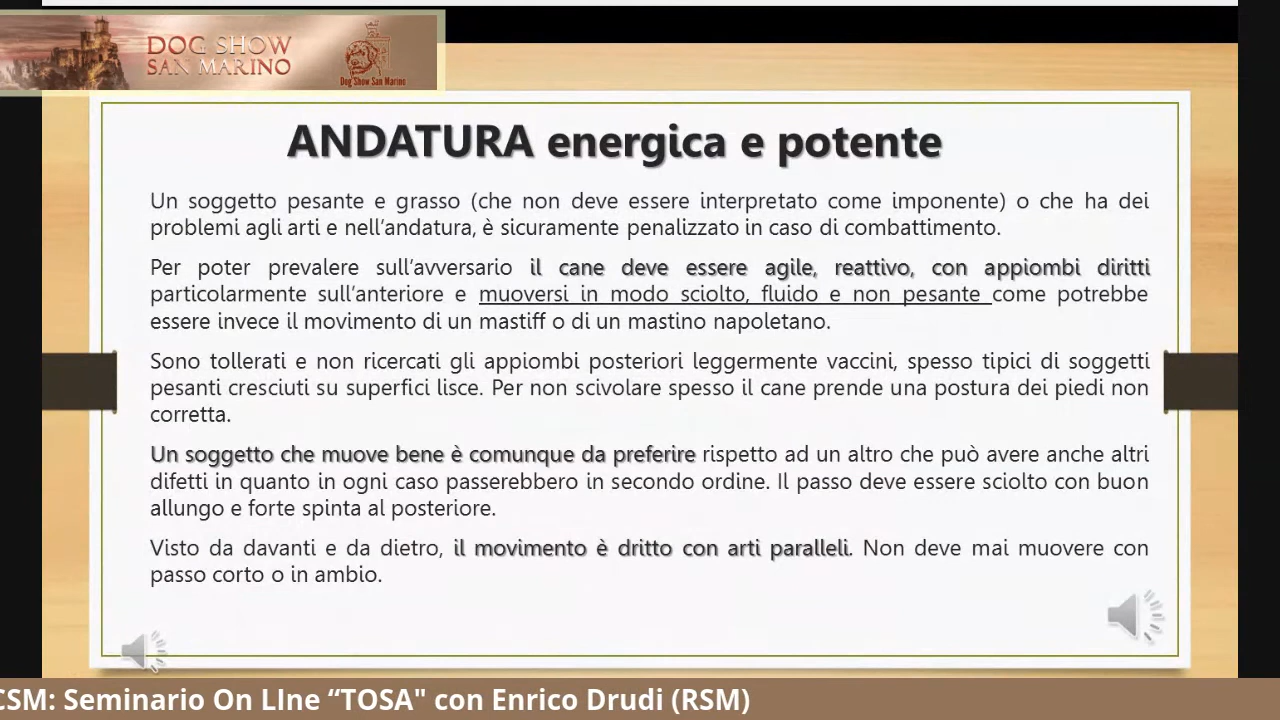 DOG SHOW
SAN MARINO
Dog Show San Marino
ANDATURA energica e potente
Un soggetto pesante e grasso (che non deve essere interpretato come imponente) o che ha dei
problemi agli arti e nell'andatura, è sicuramente penalizzato in caso di combattimento.
Per poter prevalere sull'avversario il cane deve essere agile, reattivo, con appiombi diritti
particolarmente sull'anteriore e muoversi in modo sciolto, fluido e non pesante come potrebbe
essere invece il movimento di un mastiff o di un mastino napoletano.
Sono tollerati e non ricercati gli appiombi posteriori leggermente vaccini, spesso tipici di soggetti
pesanti cresciuti su superfici lisce. Per non scivolare spesso il cane prende una postura dei piedi non
corretta.
Un soggetto che muove bene è comunque da preferire rispetto ad un altro che può avere anche altri
difetti in quanto in ogni caso passerebbero in secondo ordine. Il passo deve essere sciolto con buon
allungo e forte spinta al posteriore.
Visto da davanti e da dietro, il movimento è dritto con arti paralleli. Non deve mai muovere con
passo corto o in ambio.
CSM: Seminario On LIne “TOSA" con Enrico Drudi (RSM)